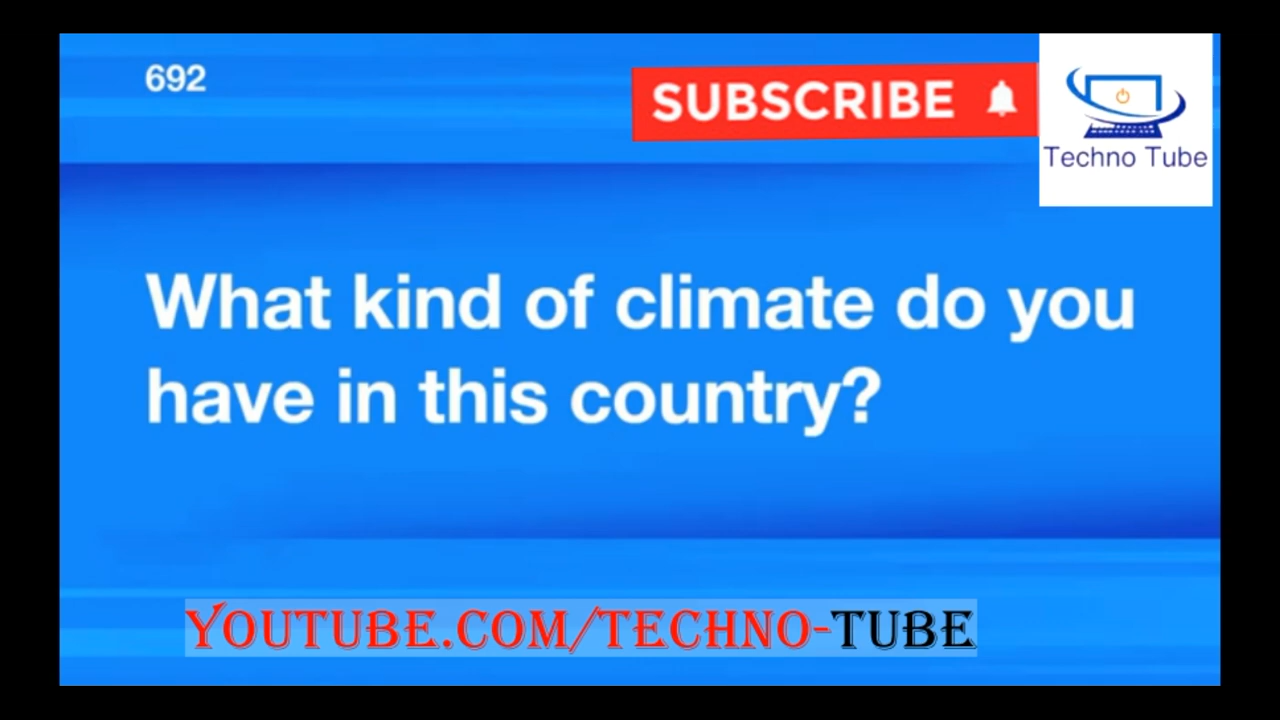 692
SUBSCRIBE
Techno Tube
What kind of climate do you
have in this country?
YOUTUBE.COM/TECHNO-TUBE